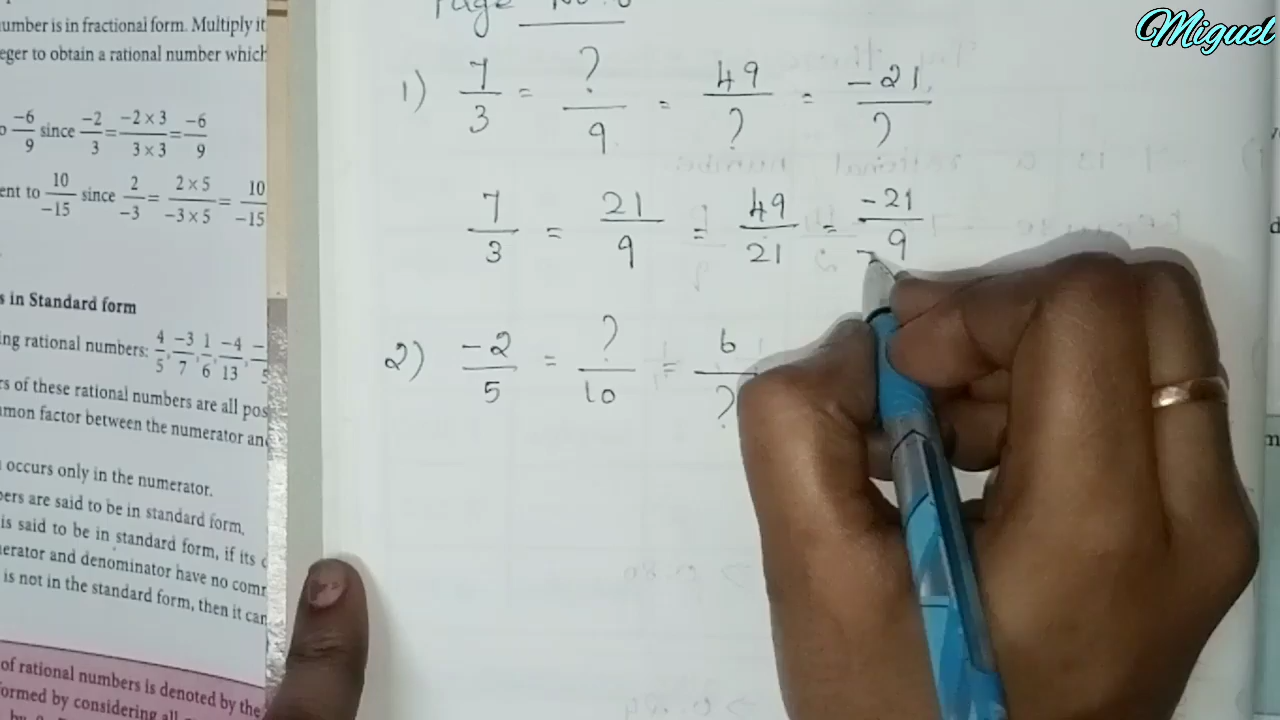 Miguel
umber is in fractional form. Multiply it
eger to obtain a rational number which
-6/9 since -2/3 = -2 × 3/3 × 3 = -6/9
ent to 10/-15 since 2/-3 = 2 × 5/-3 × 5 = 10/-15
s in Standard form
ing rational numbers: 4/5, -3/7, 1/6, -4/13,
rs of these rational numbers are all pos
mmon factor between the numerator an
occurs only in the numerator.
bers are said to be in standard form.
is said to be in standard form, if its
nerator and denominator have no comm
is not in the standard form, then it can
of rational numbers is denoted by the
formed by considering all
Page No.
1) 7/3 = ?/9 = 49/? = -21/?
7/3 = 21/9 = 49/21 = -21/-9
2) -2/5 = ?/10 = 6/?